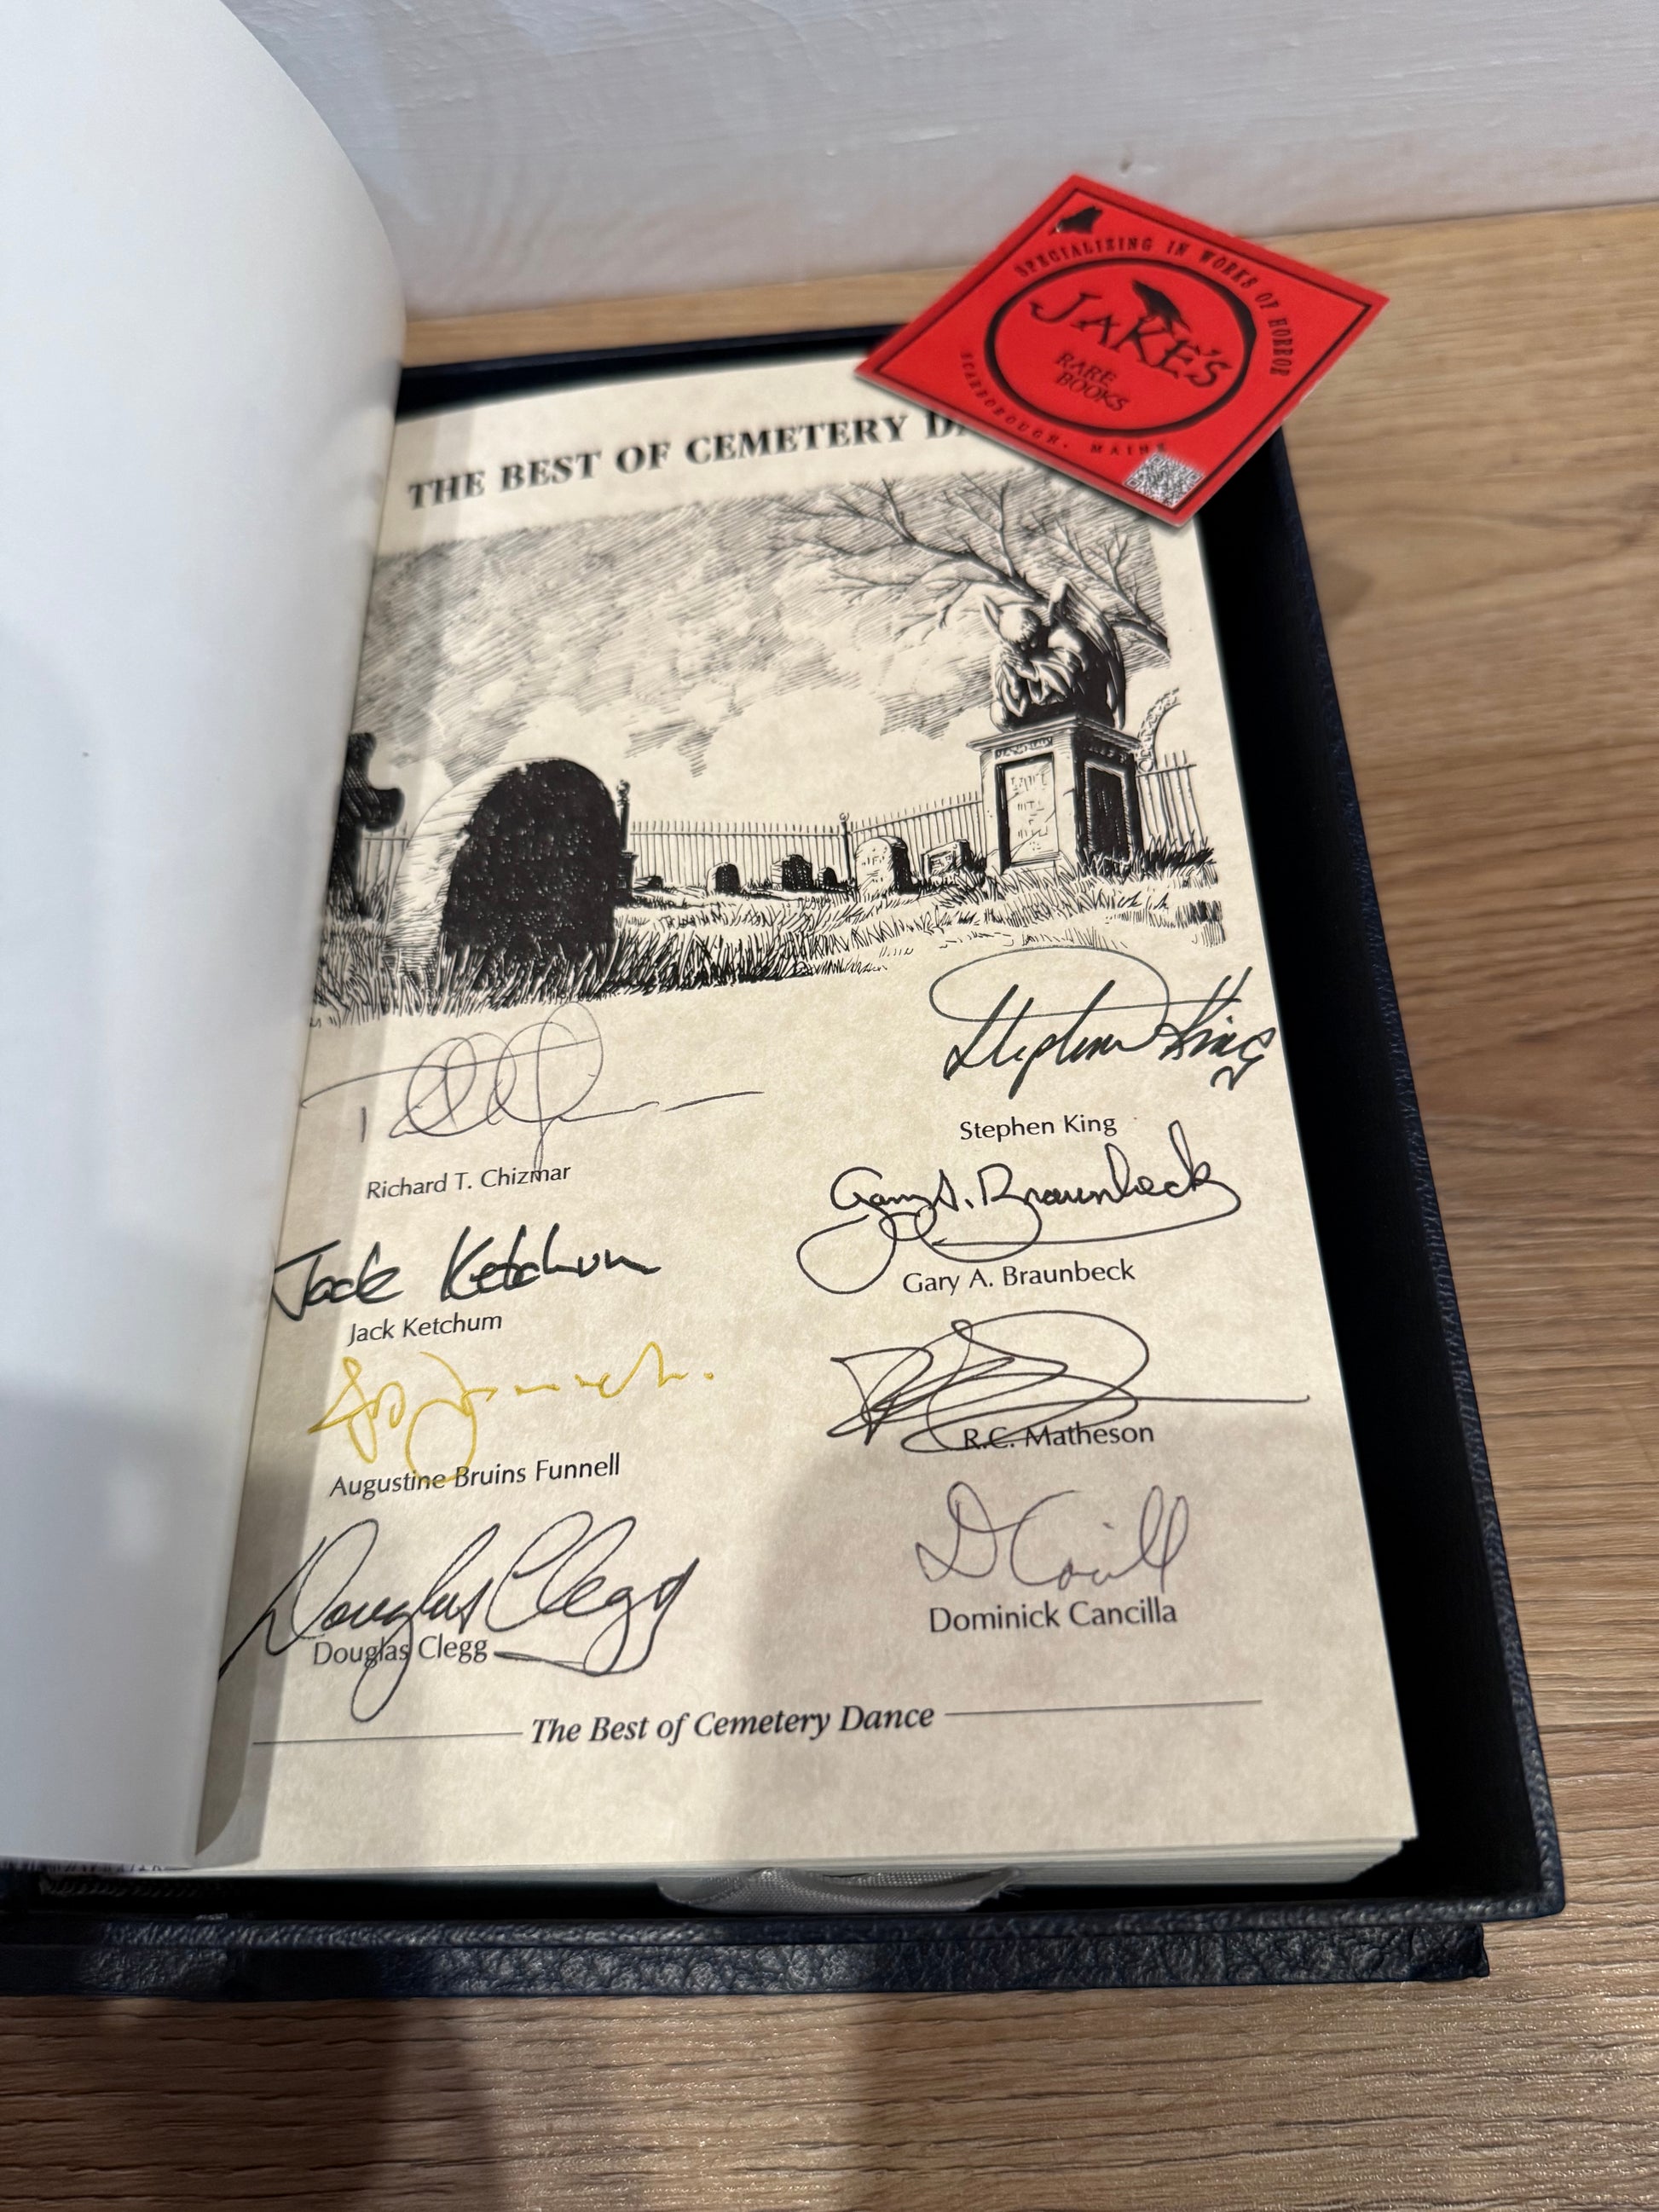 SPECIALIZING IN WORKS OF HORROR
JAKE'S
RARE
BOOKS
SCARBOROUGH, MAINE
THE BEST OF CEMETERY
Stephen King
Richard T. Chizmar
Stephen King
Gary A. Braunbeck
Jack Ketchum
Gary A. Braunbeck
Jack Ketchum
R.C. Matheson
Augustine Bruins Funnell
Douglas Clegg
Dominick Cancilla
Douglas Clegg
The Best of Cemetery Dance